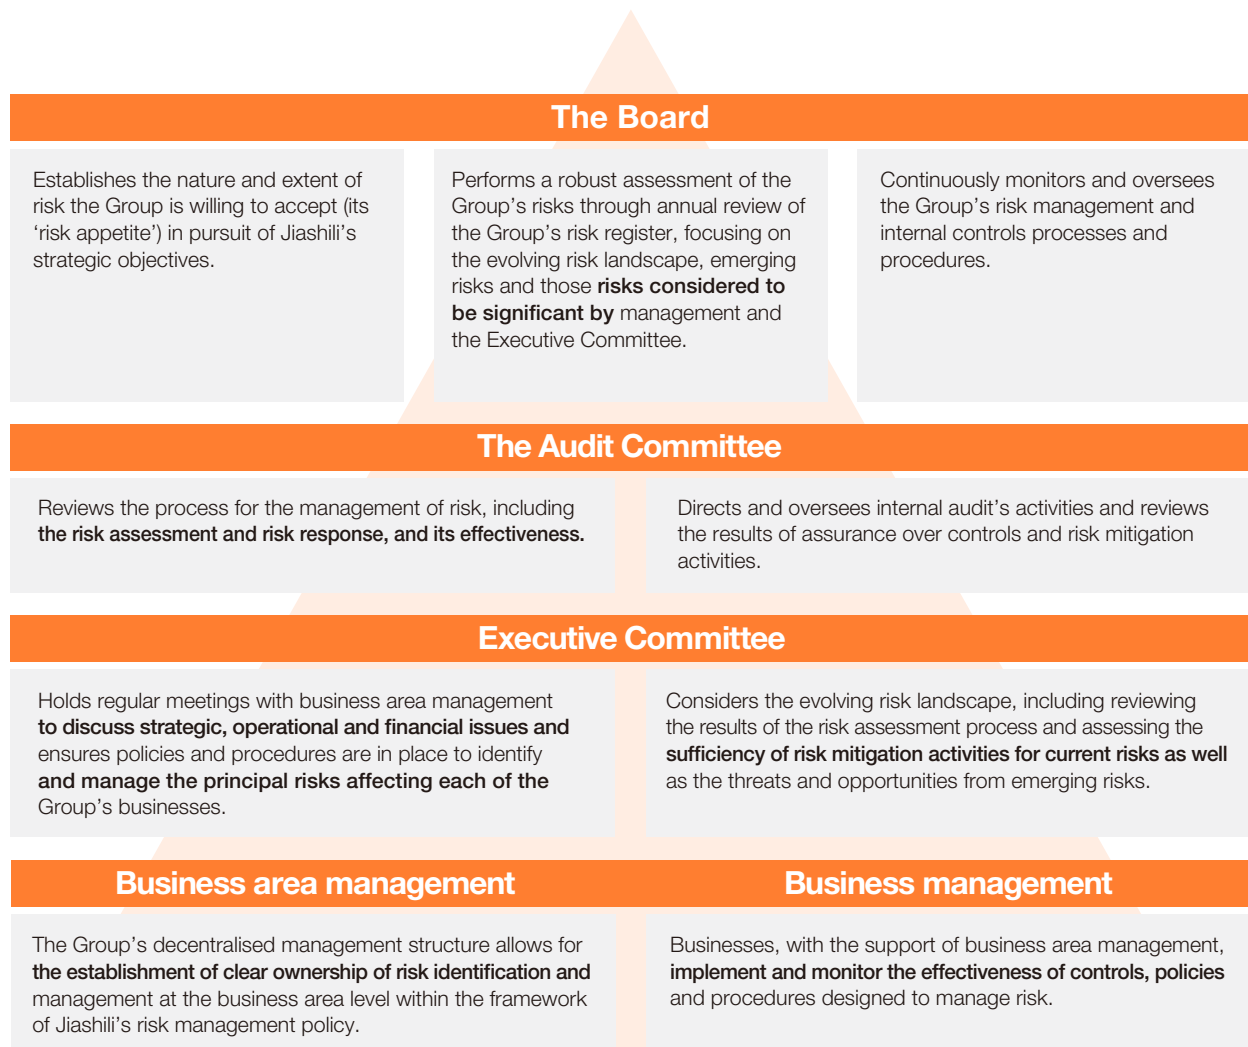 The Board
Establishes the nature and extent of
risk the Group is willing to accept (its
‘risk appetite’) in pursuit of Jiashili’s
strategic objectives.
Performs a robust assessment of the
Group’s risks through annual review of
the Group’s risk register, focusing on
the evolving risk landscape, emerging
risks and those risks considered to
be significant by management and
the Executive Committee.
Continuously monitors and oversees
the Group’s risk management and
internal controls processes and
procedures.
The Audit Committee
Reviews the process for the management of risk, including
the risk assessment and risk response, and its effectiveness.
Directs and oversees internal audit’s activities and reviews
the results of assurance over controls and risk mitigation
activities.
Executive Committee
Holds regular meetings with business area management
to discuss strategic, operational and financial issues and
ensures policies and procedures are in place to identify
and manage the principal risks affecting each of the
Group’s businesses.
Considers the evolving risk landscape, including reviewing
the results of the risk assessment process and assessing the
sufficiency of risk mitigation activities for current risks as well
as the threats and opportunities from emerging risks.
Business area management
The Group’s decentralised management structure allows for
the establishment of clear ownership of risk identification and
management at the business area level within the framework
of Jiashili’s risk management policy.
Business management
Businesses, with the support of business area management,
implement and monitor the effectiveness of controls, policies
and procedures designed to manage risk.